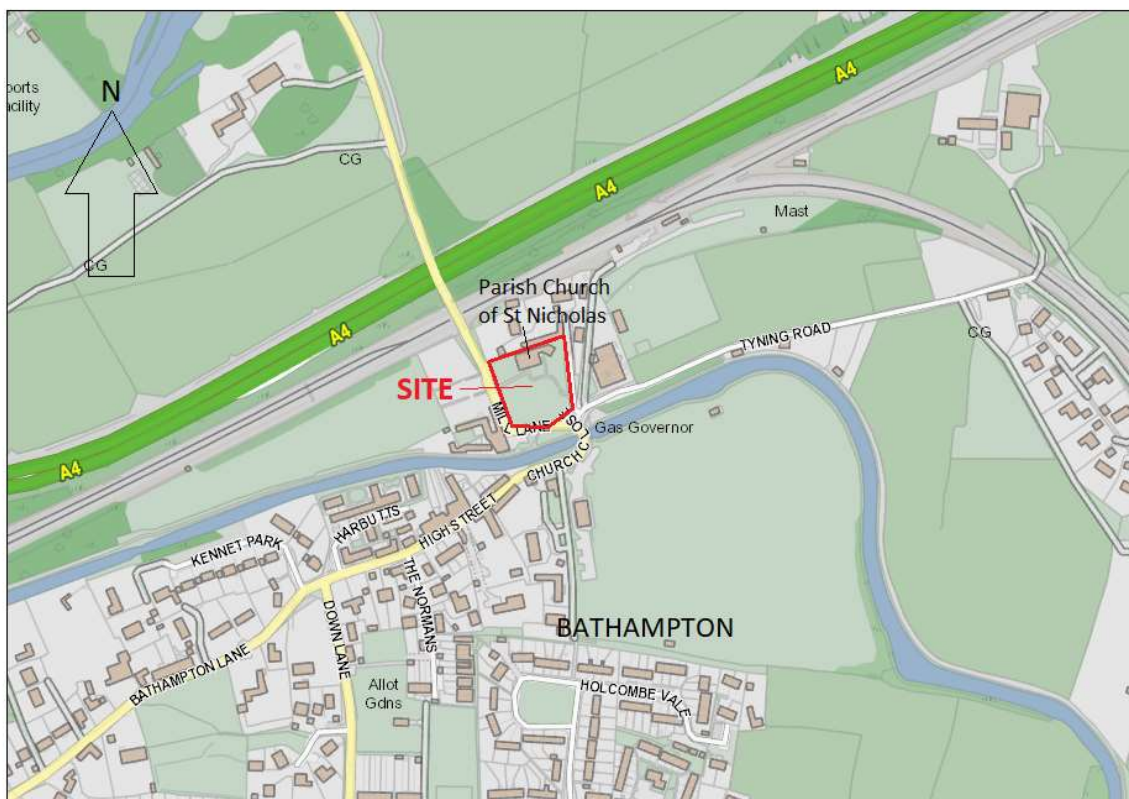 A4
ports
acility
N
CG
A4
CG
Mast
Parish Church
of St Nicholas
CG
TYNING ROAD
SITE
A4
MILL LANE
Gas Governor
A4
CHURCH CLOSE
HIGH STREET
HARBUTTS
KENNET PARK
THE NORMANS
DOWN LANE
BATHAMPTON
BATHAMPTON LANE
Allot
Gdns
HOLCOMBE VALE